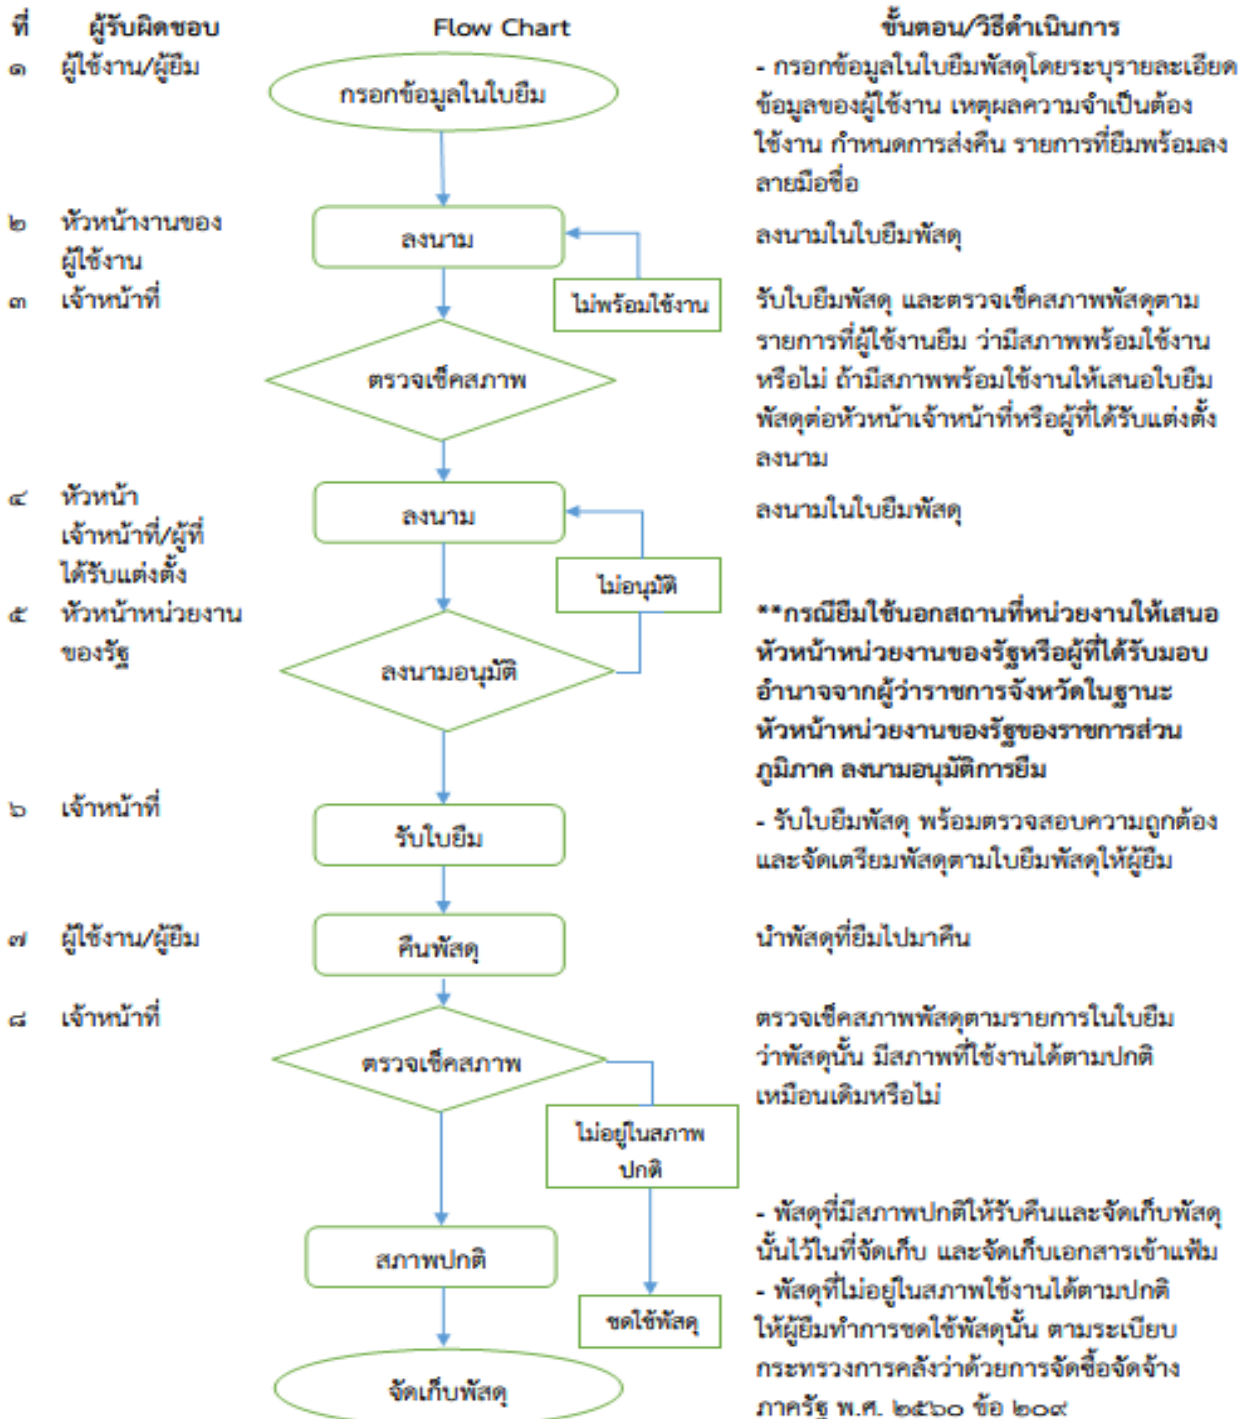 ที่ ผู้รับผิดชอบ Flow Chart ขั้นตอน/วิธีดำเนินการ
๑ ผู้ใช้งาน/ผู้ยืม
กรอกข้อมูลในใบยืม
- กรอกข้อมูลในใบยืมพัสดุโดยระบุรายละเอียด
ข้อมูลของผู้ใช้งาน เหตุผลความจำเป็นต้อง
ใช้งาน กำหนดการส่งคืน รายการที่ยืมพร้อมลง
ลายมือชื่อ
๒ หัวหน้างานของ
ผู้ใช้งาน
ลงนาม
ลงนามในใบยืมพัสดุ
ไม่พร้อมใช้งาน
๓ เจ้าหน้าที่
ตรวจเช็คสภาพ
รับใบยืมพัสดุ และตรวจเช็คสภาพพัสดุตาม
รายการที่ผู้ใช้งานยืม ว่ามีสภาพพร้อมใช้งาน
หรือไม่ ถ้ามีสภาพพร้อมใช้งานให้เสนอใบยืม
พัสดุต่อหัวหน้าเจ้าหน้าที่หรือผู้ที่ได้รับแต่งตั้ง
ลงนาม
๔ หัวหน้า
เจ้าหน้าที่/ผู้ที่
ได้รับแต่งตั้ง
ลงนาม
ลงนามในใบยืมพัสดุ
ไม่อนุมัติ
๕ หัวหน้าหน่วยงาน
ของรัฐ
ลงนามอนุมัติ
**กรณียืมใช้นอกสถานที่หน่วยงานให้เสนอ
หัวหน้าหน่วยงานของรัฐหรือผู้ที่ได้รับมอบ
อำนาจจากผู้ว่าราชการจังหวัดในฐานะ
หัวหน้าหน่วยงานของรัฐของราชการส่วน
ภูมิภาค ลงนามอนุมัติการยืม
๖ เจ้าหน้าที่
รับใบยืม
- รับใบยืมพัสดุ พร้อมตรวจสอบความถูกต้อง
และจัดเตรียมพัสดุตามใบยืมพัสดุให้ผู้ยืม
๗ ผู้ใช้งาน/ผู้ยืม
คืนพัสดุ
นำพัสดุที่ยืมไปมาคืน
๘ เจ้าหน้าที่
ตรวจเช็คสภาพ
ตรวจเช็คสภาพพัสดุตามรายการในใบยืม
ว่าพัสดุนั้น มีสภาพที่ใช้งานได้ตามปกติ
เหมือนเดิมหรือไม่
ไม่อยู่ในสภาพ
ปกติ
สภาพปกติ
- พัสดุที่มีสภาพปกติให้รับคืนและจัดเก็บพัสดุ
นั้นไว้ในที่จัดเก็บ และจัดเก็บเอกสารเข้าแฟ้ม
- พัสดุที่ไม่อยู่ในสภาพใช้งานได้ตามปกติ
ให้ผู้ยืมทำการชดใช้พัสดุนั้น ตามระเบียบ
กระทรวงการคลังว่าด้วยการจัดซื้อจัดจ้าง
ภาครัฐ พ.ศ. ๒๕๖๐ ข้อ ๒๐๙
ชดใช้พัสดุ
จัดเก็บพัสดุ